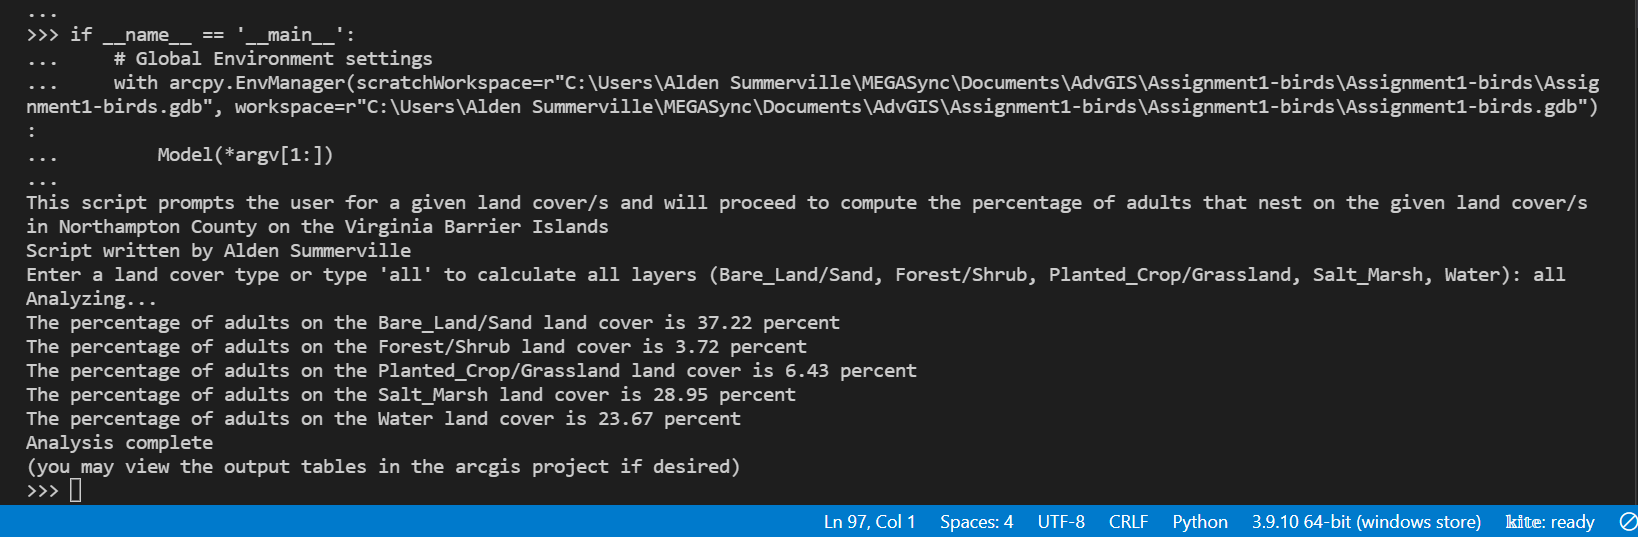 ...
>>> if __name__ == '__main__':
...     # Global Environment settings
...     with arcpy.EnvManager(scratchWorkspace=r"C:\Users\Alden Summerville\MEGASync\Documents\AdvGIS\Assignment1-birds\Assignment1-birds\Assig
nment1-birds.gdb", workspace=r"C:\Users\Alden Summerville\MEGASync\Documents\AdvGIS\Assignment1-birds\Assignment1-birds\Assignment1-birds.gdb")
:
...         Model(*argv[1:])
...
This script prompts the user for a given land cover/s and will proceed to compute the percentage of adults that nest on the given land cover/s
in Northampton County on the Virginia Barrier Islands
Script written by Alden Summerville
Enter a land cover type or type 'all' to calculate all layers (Bare_Land/Sand, Forest/Shrub, Planted_Crop/Grassland, Salt_Marsh, Water): all
Analyzing...
The percentage of adults on the Bare_Land/Sand land cover is 37.22 percent
The percentage of adults on the Forest/Shrub land cover is 3.72 percent
The percentage of adults on the Planted_Crop/Grassland land cover is 6.43 percent
The percentage of adults on the Salt_Marsh land cover is 28.95 percent
The percentage of adults on the Water land cover is 23.67 percent
Analysis complete
(you may view the output tables in the arcgis project if desired)
>>>
Ln 97, Col 1 Spaces: 4 UTF-8 CRLF Python 3.9.10 64-bit (windows store) kite: ready